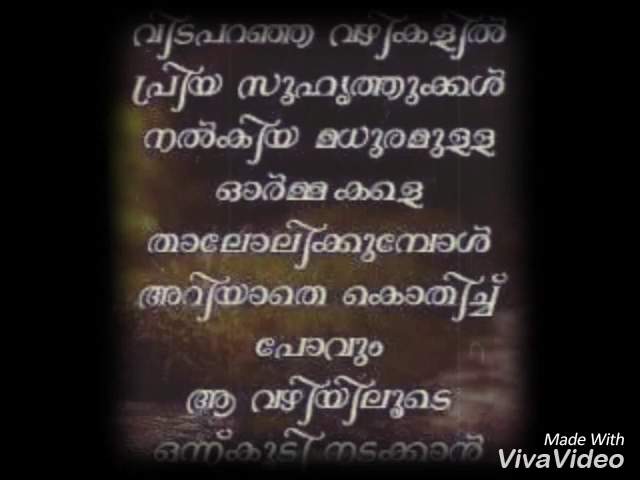 വിടപറഞ്ഞ വഴികളിൽ
പ്രിയ സുഹൃത്തുക്കൾ
നൽകിയ മധുരമുള്ള
ഓർമ്മകളെ
താലോലിക്കുമ്പോൾ
അറിയാതെ കൊതിച്ച്
പോവും
ആ വഴിയിലൂടെ
ഒന്ന്കൂടി നടക്കാൻ
Made With
VivaVideo